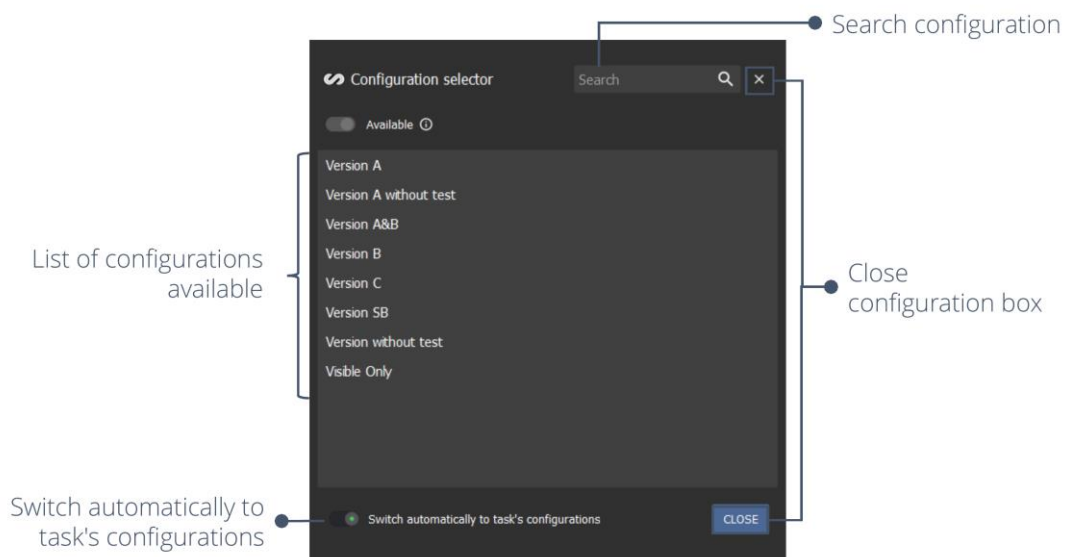 Search configuration
Configuration selector
Search
Available
Version A
Version A without test
Version A&B
Version B
Version C
Version SB
Version without test
Visible Only
List of configurations
available
Close
configuration box
Switch automatically to
task's configurations
Switch automatically to task's configurations
CLOSE